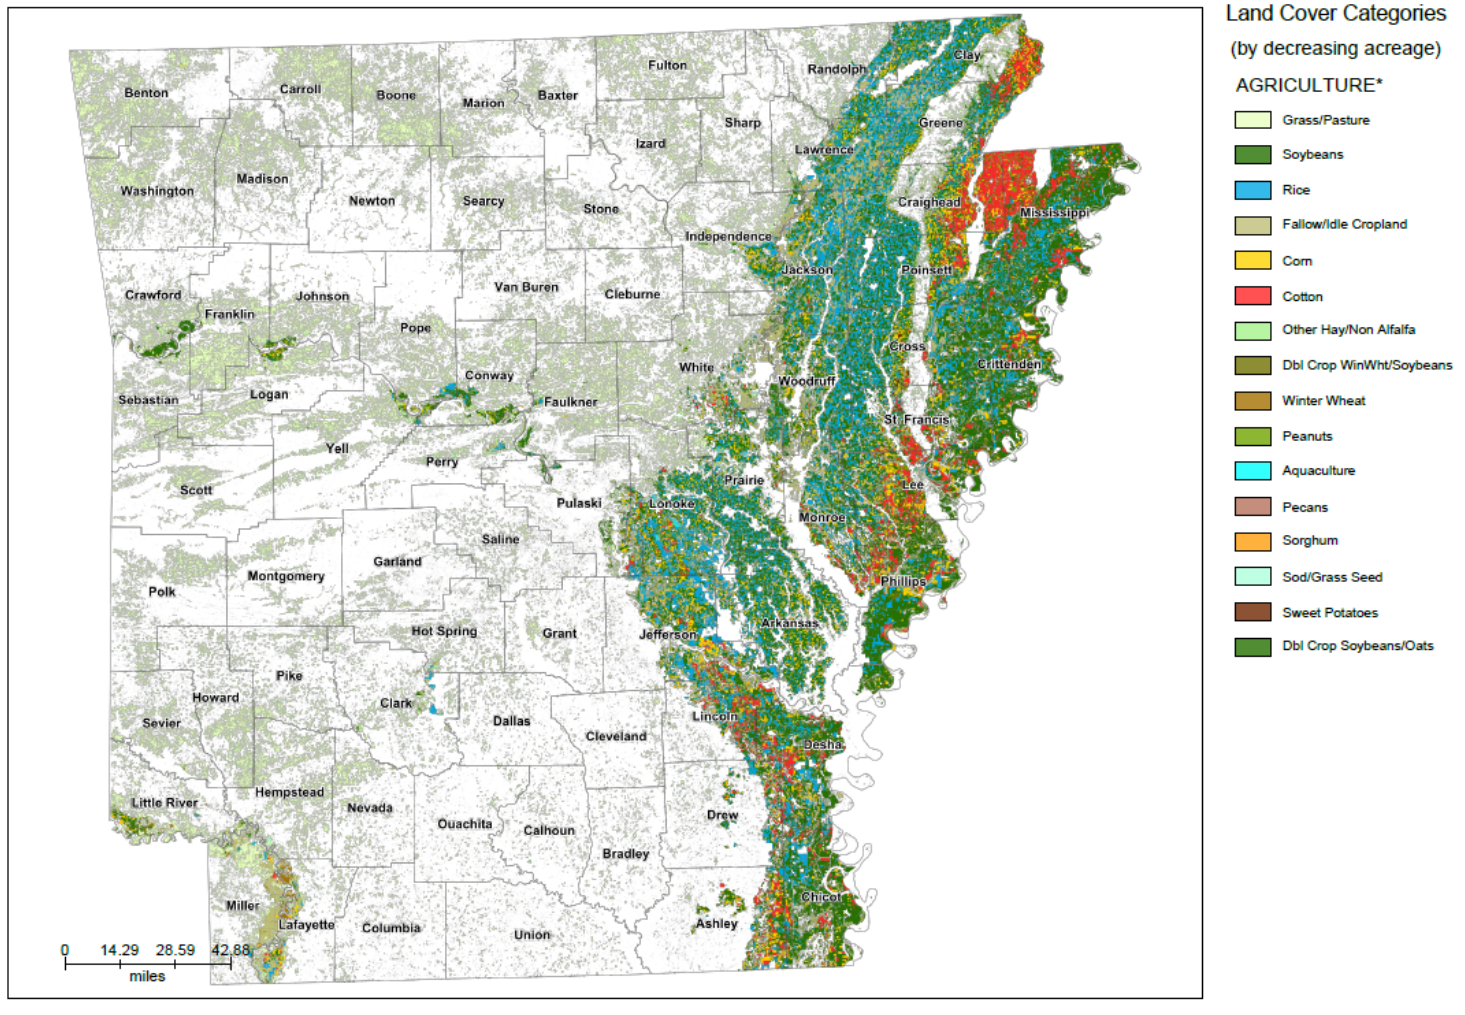 Land Cover Categories
(by decreasing acreage)
AGRICULTURE*
Grass/Pasture
Soybeans
Rice
Fallow/Idle Cropland
Corn
Cotton
Other Hay/Non Alfalfa
Dbl Crop WinWht/Soybeans
Winter Wheat
Peanuts
Aquaculture
Pecans
Sorghum
Sod/Grass Seed
Sweet Potatoes
Dbl Crop Soybeans/Oats
Benton
Carroll
Boone
Marion
Baxter
Fulton
Randolph
Clay
Sharp
Greene
Izard
Lawrence
Washington
Madison
Newton
Searcy
Stone
Craighead
Mississippi
Independence
Jackson
Poinsett
Crawford
Franklin
Johnson
Van Buren
Cleburne
Pope
Cross
White
Crittenden
Conway
Woodruff
Sebastian
Logan
Faulkner
St. Francis
Yell
Perry
Prairie
Lee
Scott
Pulaski
Lonoke
Monroe
Saline
Garland
Montgomery
Polk
Phillips
Hot Spring
Grant
Jefferson
Arkansas
Pike
Howard
Clark
Sevier
Dallas
Lincoln
Cleveland
Desha
Little River
Hempstead
Nevada
Ouachita
Calhoun
Drew
Bradley
Chicot
Miller
Lafayette
Columbia
Union
Ashley
0 14.29 28.59 42.88
miles